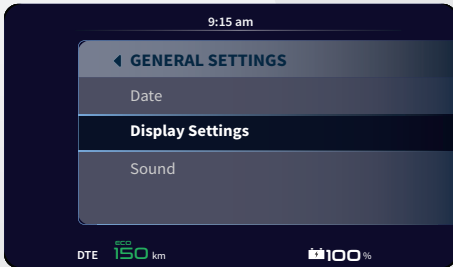 9:15 am
GENERAL SETTINGS
Date
Display Settings
Sound
ECO
DTE 150 km 100 %